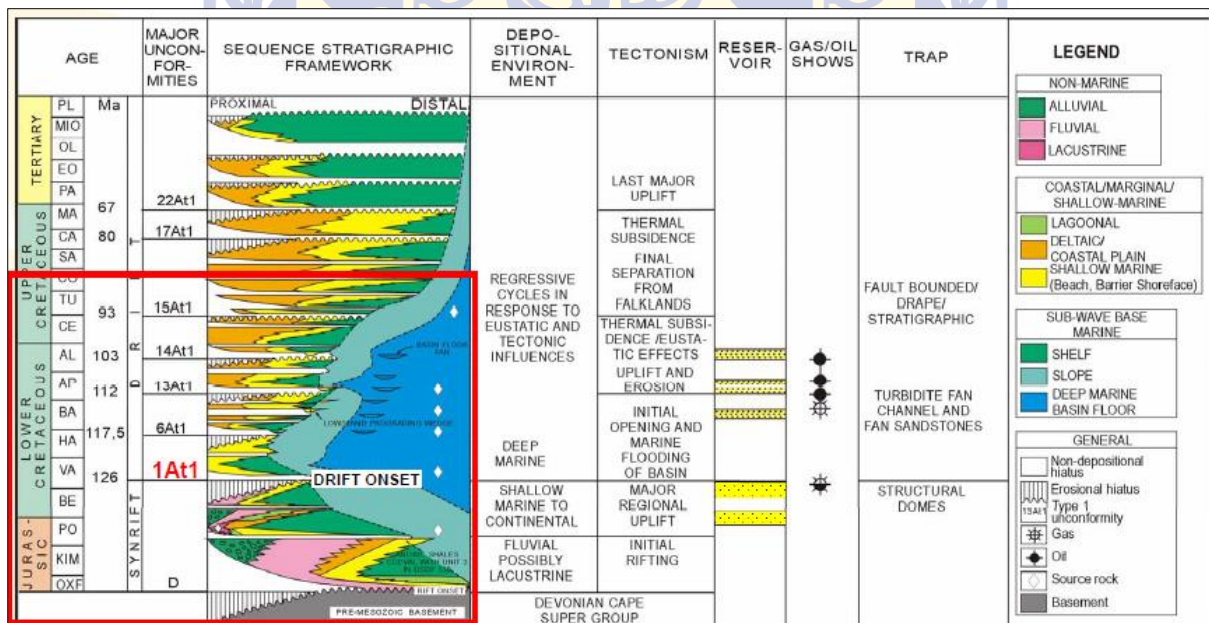 AGE
MAJOR
UNCON-
FOR-
MITIES
SEQUENCE STRATIGRAPHIC
FRAMEWORK
DEPO-
SITIONAL
ENVIRON-
MENT
TECTONISM
RESER-
VOIR
GAS/OIL
SHOWS
TRAP
LEGEND
TERTIARY
UPPER
CRETACEOUS
LOWER
CRETACEOUS
JURAS-
SIC
PL
MIO
OL
EO
PA
MA
CA
SA
TU
CE
AL
BA
HA
VA
BE
PO
KIM
OXF
Ma
67
80
93
103
112
117,5
126
DRIFT
SYNRIFT
22At1
17At1
15At1
14At1
13At1
6At1
1At1
D
PROXIMAL
DISTAL
BASIN FLOOR
FAN
LOWSTAND PROGRADING WEDGE
DRIFT ONSET
RIFT ONSET
PRE-MESOZOIC BASEMENT
REGRESSIVE
CYCLES IN
RESPONSE TO
EUSTATIC AND
TECTONIC
INFLUENCES
DEEP
MARINE
SHALLOW
MARINE TO
CONTINENTAL
FLUVIAL
POSSIBLY
LACUSTRINE
LAST MAJOR
UPLIFT
THERMAL
SUBSIDENCE
FINAL
SEPARATION
FROM
FALKLANDS
THERMAL SUBSI-
DENCE /EUSTA-
TIC EFFECTS
UPLIFT AND
EROSION
INITIAL
OPENING AND
MARINE
FLOODING
OF BASIN
MAJOR
REGIONAL
UPLIFT
INITIAL
RIFTING
DEVONIAN CAPE
SUPER GROUP
FAULT BOUNDED/
DRAPE/
STRATIGRAPHIC
TURBIDITE FAN
CHANNEL AND
FAN SANDSTONES
STRUCTURAL
DOMES
NON-MARINE
ALLUVIAL
FLUVIAL
LACUSTRINE
COASTAL/MARGINAL/
SHALLOW-MARINE
LAGOONAL
DELTAIC/
COASTAL PLAIN
SHALLOW MARINE
(Beach, Barrier Shoreface)
SUB-WAVE BASE
MARINE
SHELF
SLOPE
DEEP MARINE
BASIN FLOOR
GENERAL
Non-depositional
hiatus
Erosional hiatus
13At1 Type 1
unconformity
Gas
Oil
Source rock
Basement